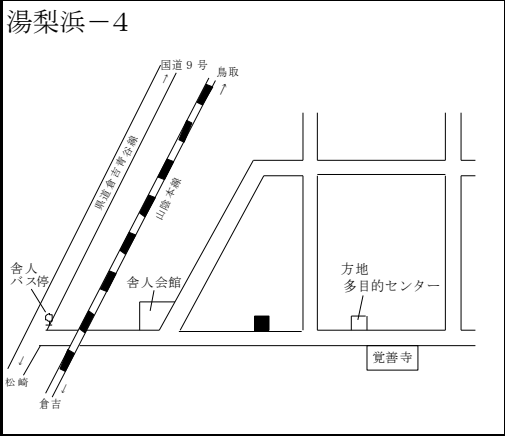 湯梨浜－4
国道9号
鳥取
県道倉吉青谷線
山陰本線
舎人
バス停
舎人会館
方地
多目的センター
覚善寺
松崎
倉吉